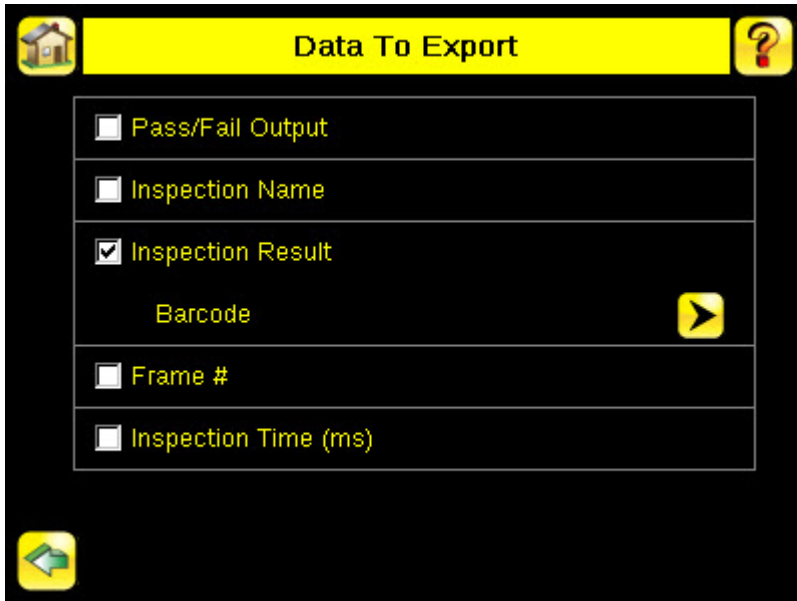 Data To Export
Pass/Fail Output
Inspection Name
Inspection Result
Barcode
Frame #
Inspection Time (ms)